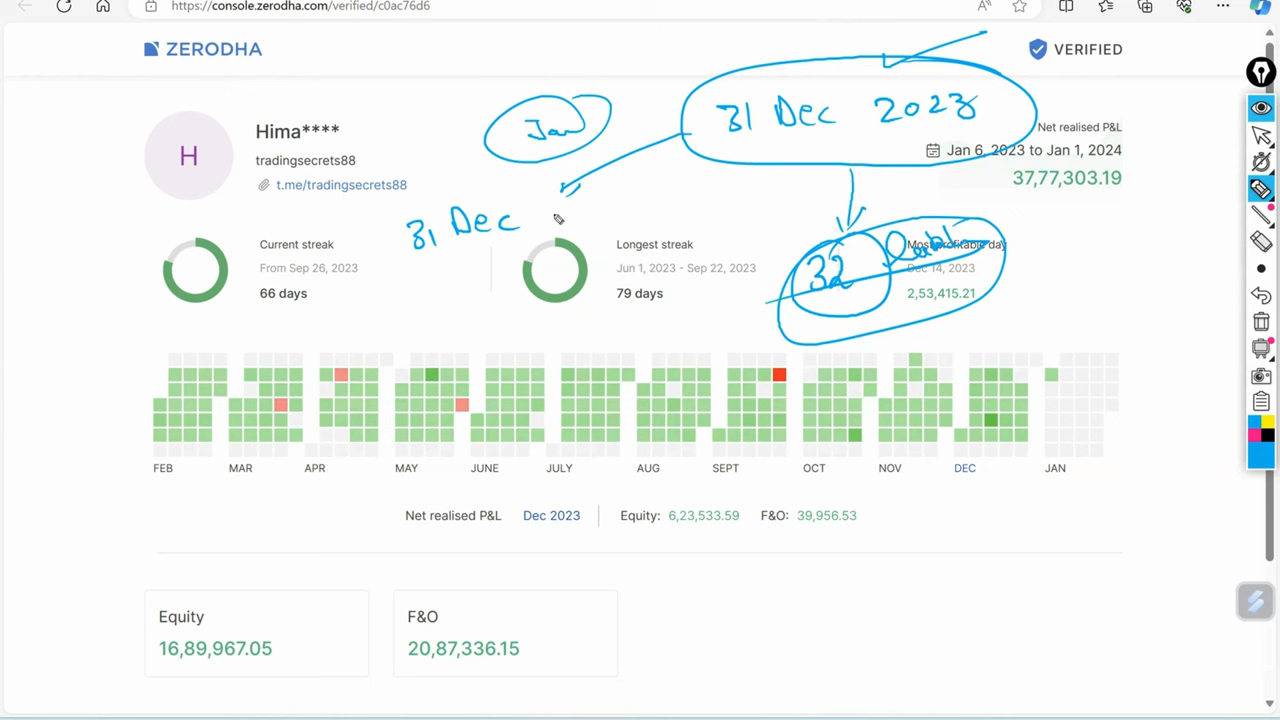 https://console.zerodha.com/verified/c0ac76d6
ZERODHA
VERIFIED
31 Dec 2023
Jan
H
Hima****
tradingsecrets88
t.me/tradingsecrets88
Net realised P&L
Jan 6, 2023 to Jan 1, 2024
37,77,303.19
31 Dec
Current streak
From Sep 26, 2023
66 days
Longest streak
Jun 1, 2023 - Sep 22, 2023
79 days
32
Most profitable day
Dec 14, 2023
2,53,415.21
FEB MAR APR MAY JUNE JULY AUG SEPT OCT NOV DEC JAN
Net realised P&L Dec 2023 Equity: 6,23,533.59 F&O: 39,956.53
Equity
16,89,967.05
F&O
20,87,336.15